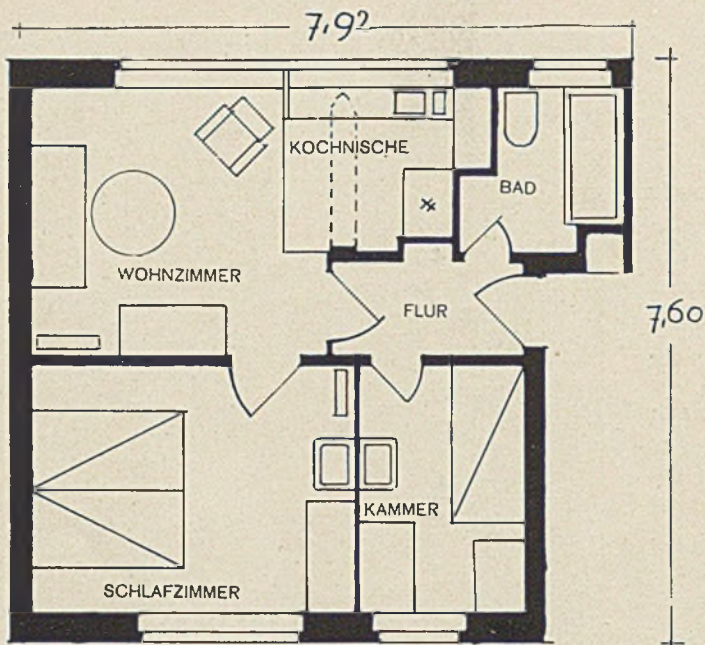 7,92
KOCHNISCHE
BAD
WOHNZIMMER
FLUR
7,60
KAMMER
SCHLAFZIMMER